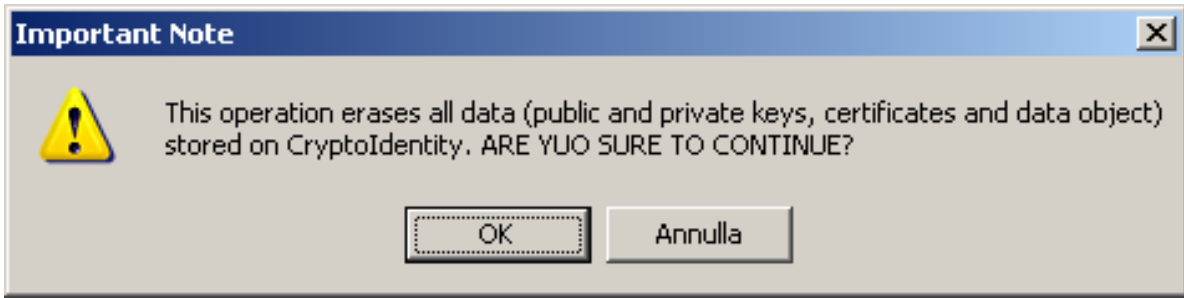 Important Note
This operation erases all data (public and private keys, certificates and data object)
stored on CryptoIdentity. ARE YUO SURE TO CONTINUE?
OK
Annulla